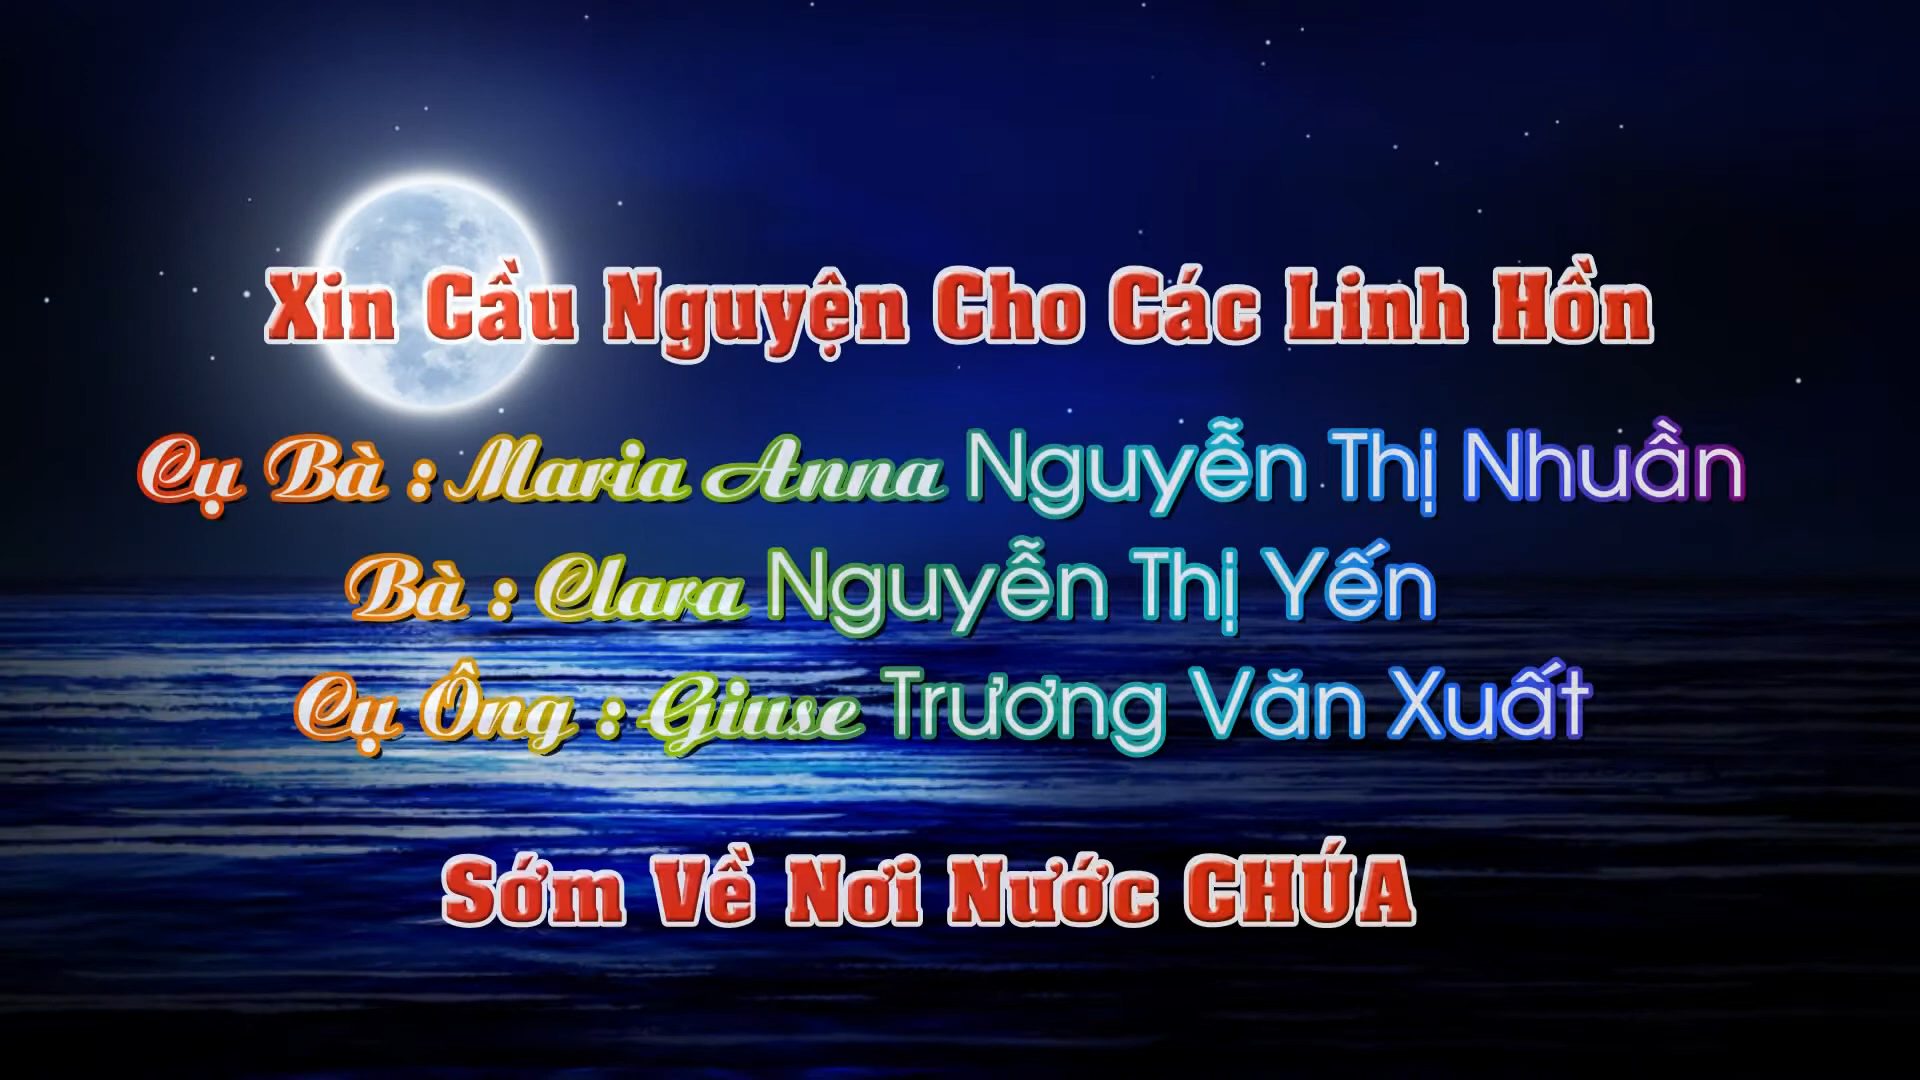 Xin Cầu Nguyện Cho Các Linh Hồn
Cụ Bà : Maria Anna Nguyễn Thị Nhuần
Bà : Clara Nguyễn Thị Yến
Cụ Ông : Giuse Trương Văn Xuất
Sớm Về Nơi Nước CHÚA